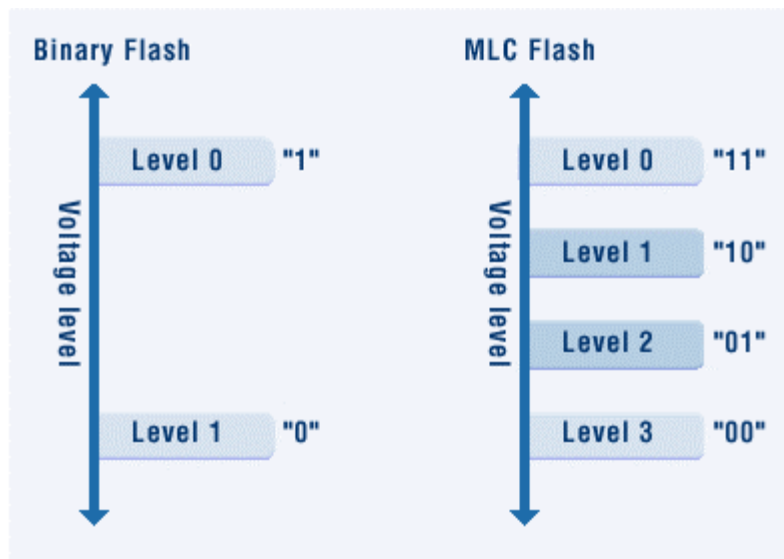 Binary Flash
Voltage level
Level 0 "1"
Level 1 "0"
MLC Flash
Voltage level
Level 0 "11"
Level 1 "10"
Level 2 "01"
Level 3 "00"